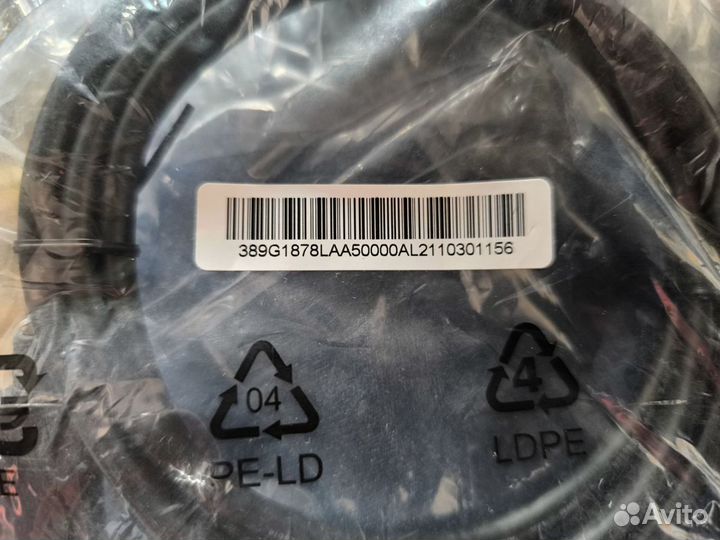 389G1878LAA50000AL2110301156
04
PE-LD
4
LDPE
E
Avito